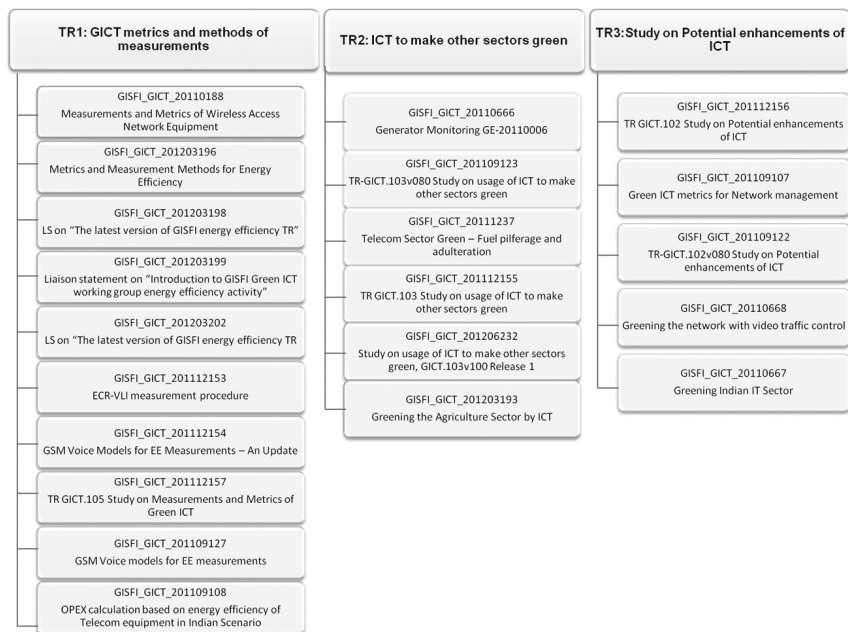 TR1: GICT metrics and methods of
measurements
GISFI_GICT_20110188
Measurements and Metrics of Wireless Access
Network Equipment
GISFI_GICT_201203196
Metrics and Measurement Methods for Energy
Efficiency
GISFI_GICT_201203198
LS on “The latest version of GISFI energy efficiency TR”
GISFI_GICT_201203199
Liaison statement on “Introduction to GISFI Green ICT
working group energy efficiency activity”
GISFI_GICT_201203202
LS on “The latest version of GISFI energy efficiency TR
GISFI_GICT_201112153
ECR-VLI measurement procedure
GISFI_GICT_201112154
GSM Voice Models for EE Measurements – An Update
GISFI_GICT_201112157
TR GICT.105 Study on Measurements and Metrics of
Green ICT
GISFI_GICT_201109127
GSM Voice models for EE measurements
GISFI_GICT_201109108
OPEX calculation based on energy efficiency of
Telecom equipment in Indian Scenario
TR2: ICT to make other sectors green
GISFI_GICT_20110666
Generator Monitoring GE-20110006
GISFI_GICT_201109123
TR-GICT.103v080 Study on usage of ICT to make
other sectors green
GISFI_GICT_20111237
Telecom Sector Green – Fuel pilferage and
adulteration
GISFI_GICT_201112155
TR GICT.103 Study on usage of ICT to make
other sectors green
GISFI_GICT_201206232
Study on usage of ICT to make other sectors
green, GICT.103v100 Release 1
GISFI_GICT_201203193
Greening the Agriculture Sector by ICT
TR3:Study on Potential enhancements of
ICT
GISFI_GICT_201112156
TR GICT.102 Study on Potential enhancements
of ICT
GISFI_GICT_201109107
Green ICT metrics for Network management
GISFI_GICT_201109122
TR-GICT.102v080 Study on Potential
enhancements of ICT
GISFI_GICT_20110668
Greening the network with video traffic control
GISFI_GICT_20110667
Greening Indian IT Sector